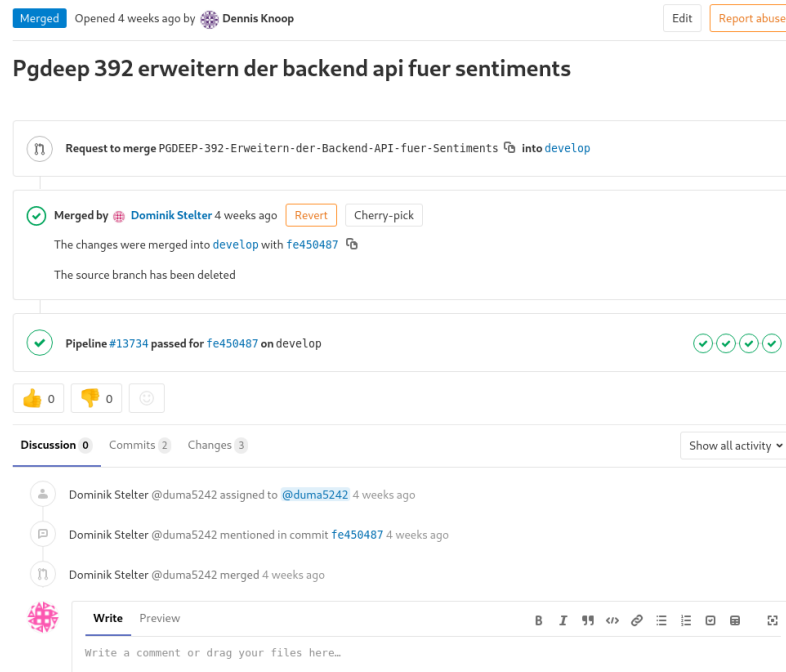 Merged Opened 4 weeks ago by Dennis Knoop Edit Report abuse
Pgdeep 392 erweitern der backend api fuer sentiments
Request to merge PGDEEP-392-Erweitern-der-Backend-API-fuer-Sentiments into develop
Merged by Dominik Stelter 4 weeks ago Revert Cherry-pick
The changes were merged into develop with fe450487
The source branch has been deleted
Pipeline #13734 passed for fe450487 on develop
0 0
Discussion 0 Commits 2 Changes 3 Show all activity
Dominik Stelter @duma5242 assigned to @duma5242 4 weeks ago
Dominik Stelter @duma5242 mentioned in commit fe450487 4 weeks ago
Dominik Stelter @duma5242 merged 4 weeks ago
Write Preview
Write a comment or drag your files here…